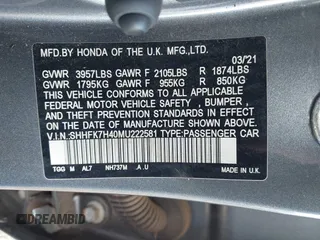 MFD.BY HONDA OF THE U.K. MFG.,LTD.
03/'21
GVWR 3957LBS GAWR F 2105LBS R 1874LBS
GVWR 1795KG GAWR F 955KG R 850KG
THIS VEHICLE CONFORMS TO ALL APPLICABLE
FEDERAL MOTOR VEHICLE SAFETY, BUMPER,
AND THEFT PREVENTION STANDARDS IN EFFECT
ON THE DATE OF MANUFACTURE SHOWN ABOVE.
V.I.N.:SHHFK7H40MU222581 TYPE:PASSENGER CAR
TGG M AL7 NH737M A.U
MADE IN U.K.
DREAMBID